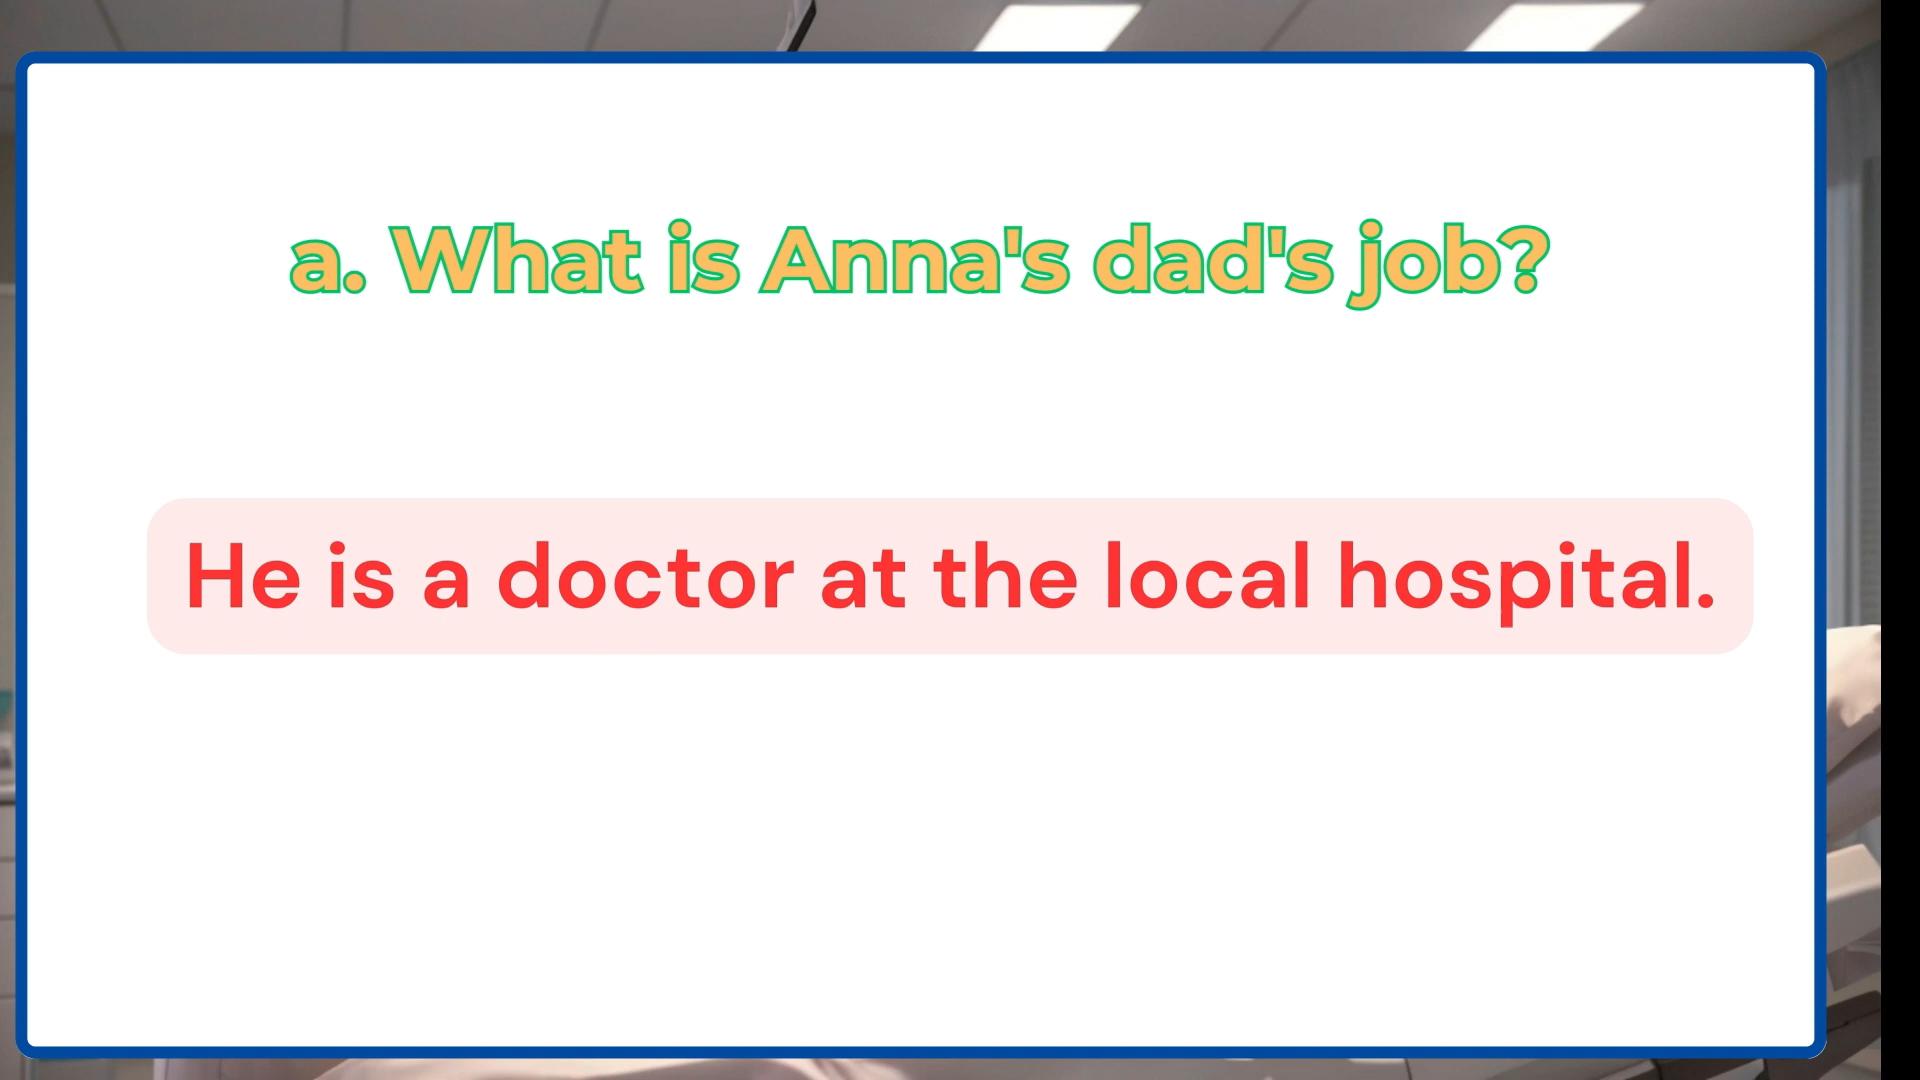 a. What is Anna's dad's job?
He is a doctor at the local hospital.